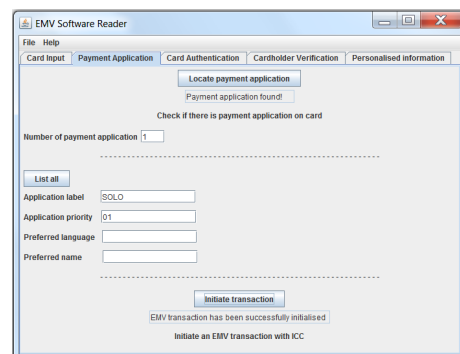 EMV Software Reader
File Help
Card Input Payment Application Card Authentication Cardholder Verification Personalised information
Locate payment application
Payment application found!
Check if there is payment application on card
Number of payment application 1
List all
Application label SOLO
Application priority 01
Preferred language
Preferred name
Initiate transaction
EMV transaction has been successfully initialised
Initiate an EMV transaction with ICC